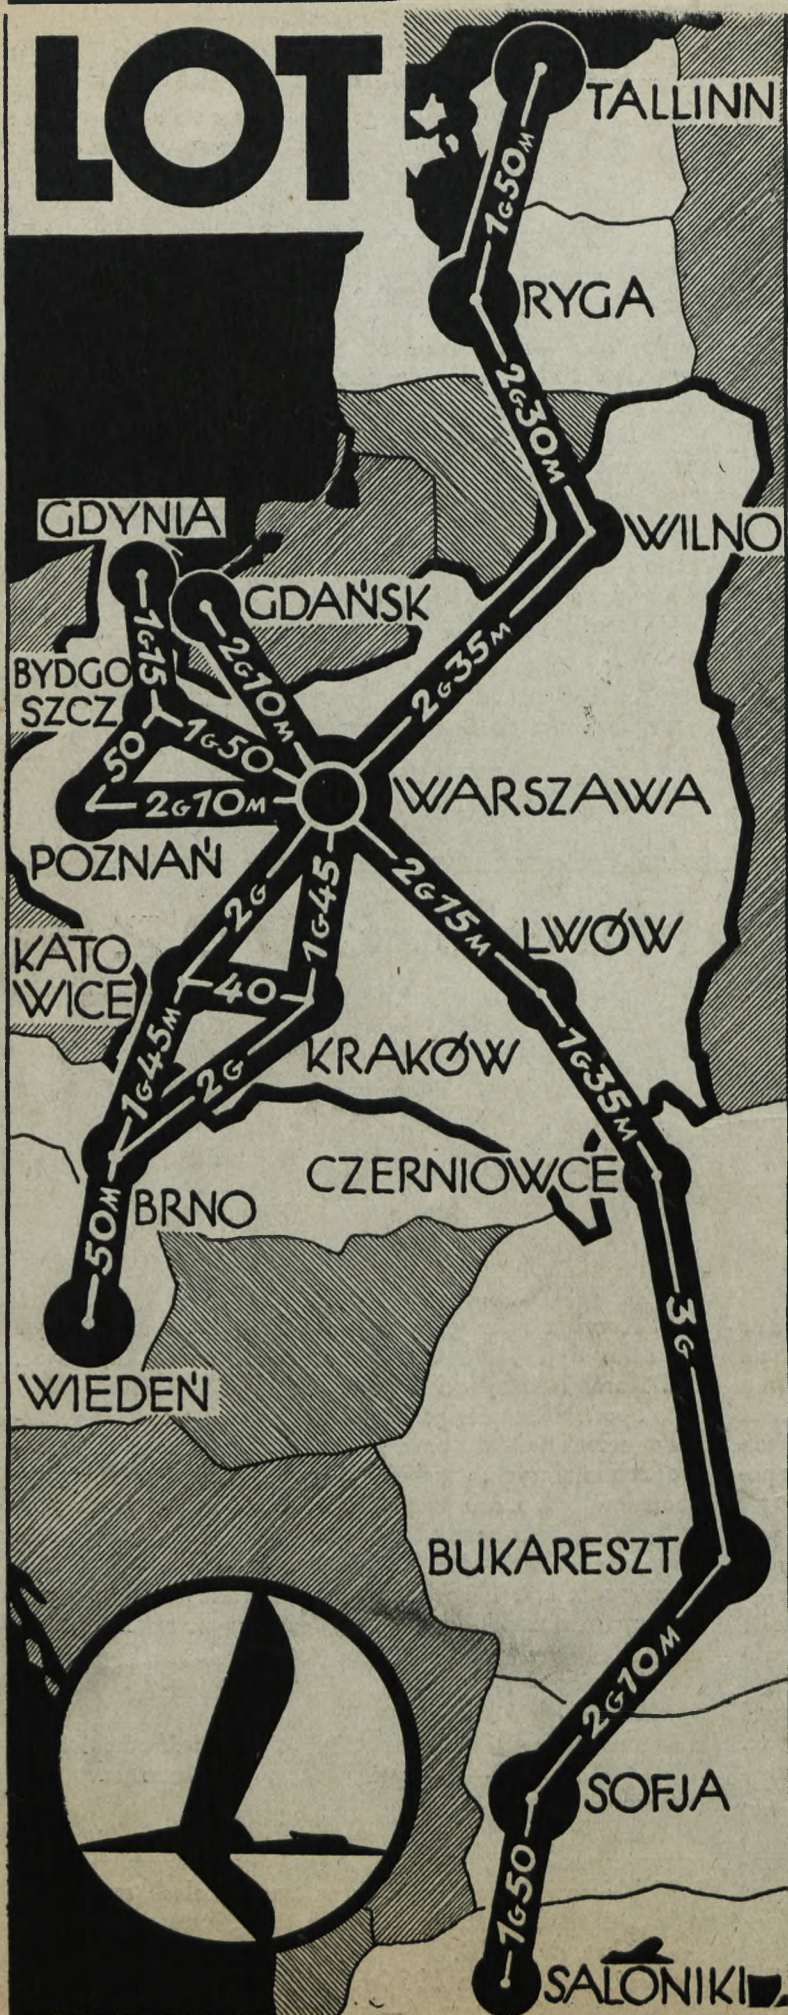 LOT
TALLINN
1G50M
RYGA
2G30M
GDYNIA
WILNO
GDAŃSK
1G15
2G10M
2G35M
BYDGO
SZCZ
1G50
50
2G10M
WARSZAWA
POZNAŃ
2G
1G45
2G15M
LWÓW
KATO
WICE
40
1G45M
2G
KRAKÓW
1G35M
CZERNIOWCE
BRNO
50M
3G
WIEDEŃ
BUKARESZT
2G10M
SOFJA
1G50
SALONIKI